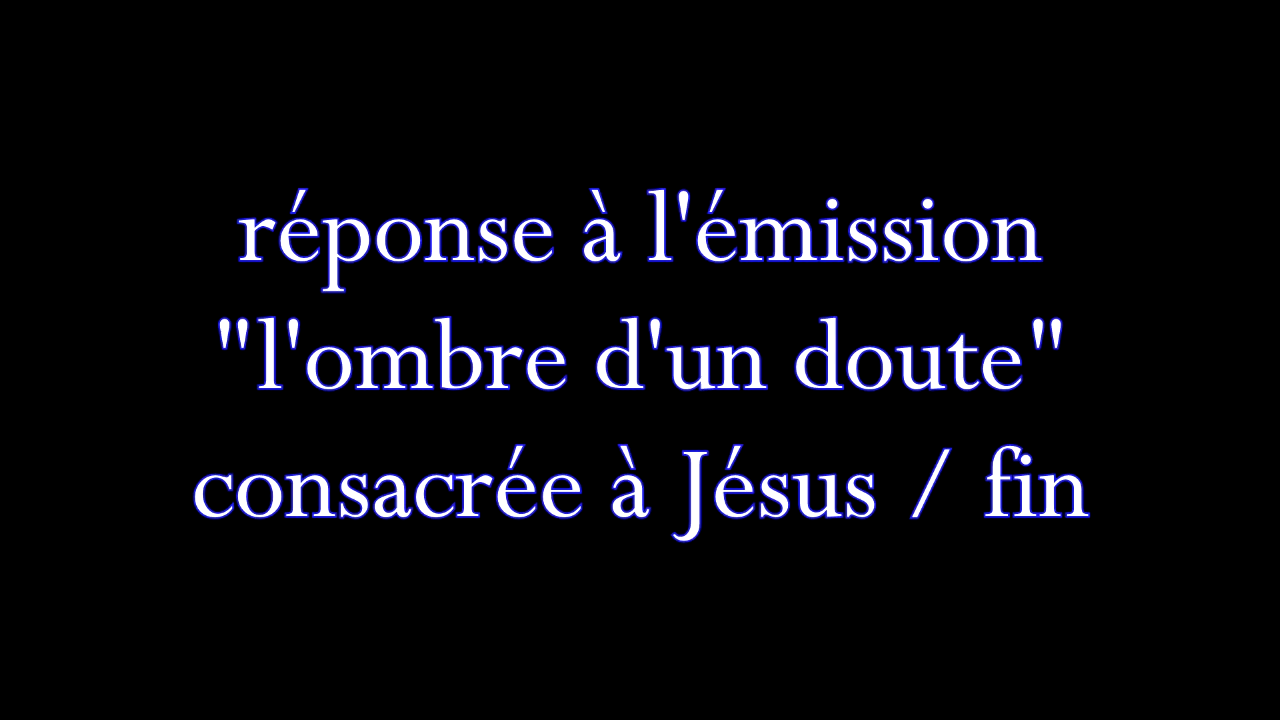 réponse à l'émission
"l'ombre d'un doute"
consacrée à Jésus / fin